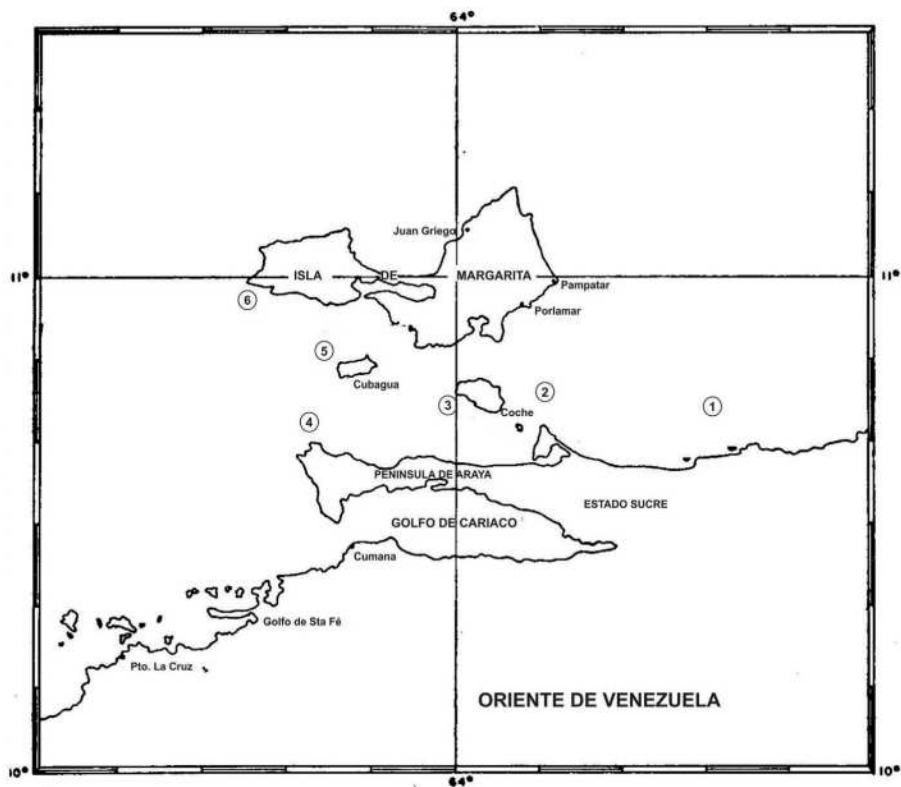 64°
Juan Griego
11°
ISLA DE MARGARITA
11°
Pampatar
6
Porlamar
5
Cubagua
2
3
Coche
1
4
PENINSULA DE ARAYA
ESTADO SUCRE
GOLFO DE CARIACO
Cumana
Golfo de Sta Fé
Pto. La Cruz
ORIENTE DE VENEZUELA
10°
64°
10°